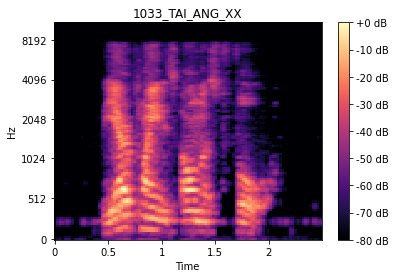 1033_TAI_ANG_XX
+0 dB
8192
-10 dB
4096
-20 dB
-30 dB
2048
-40 dB
Hz
1024
-50 dB
512
-60 dB
-70 dB
0
-80 dB
0 0.5 1 1.5 2
Time